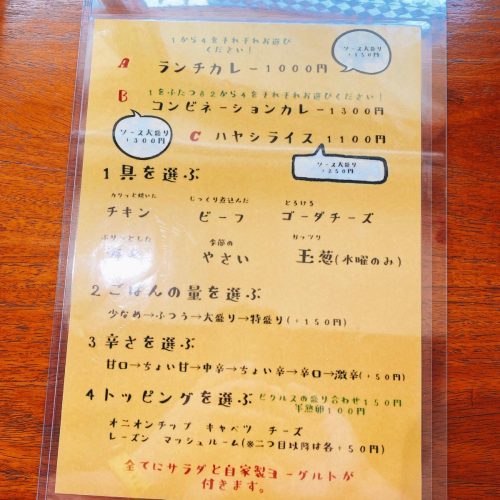 1から4をそれぞれお選び
ください!
A ランチカレー1000円
ソース大盛り
+150円
B 1をふたつと2から4をそれぞれお選びください!
コンビネーションカレー1300円
ソース大盛り
+300円
C ハヤシライス 1100円
ソース大盛り
+250円
1具を選ぶ
カリッと焼いた じっくり煮込んだ とろける
チキン ビーフ ゴーダチーズ
プリっとした 季節の ガッツリ
やさい 玉葱(水曜のみ)
2 ごはんの量を選ぶ
少なめ→ふつう→大盛り→特盛り(+150円)
3 辛さを選ぶ
甘口→ちょい甘→中辛→ちょい辛→辛口→激辛(+50円)
4トッピングを選ぶ ピクルスの盛り合わせ150円
半熟卵100円
オニオンチップ キャベツ チーズ
レーズン マッシュルーム(※二つ目以降は各+50円)
全てにサラダと自家製ヨーグルトが
付きます。